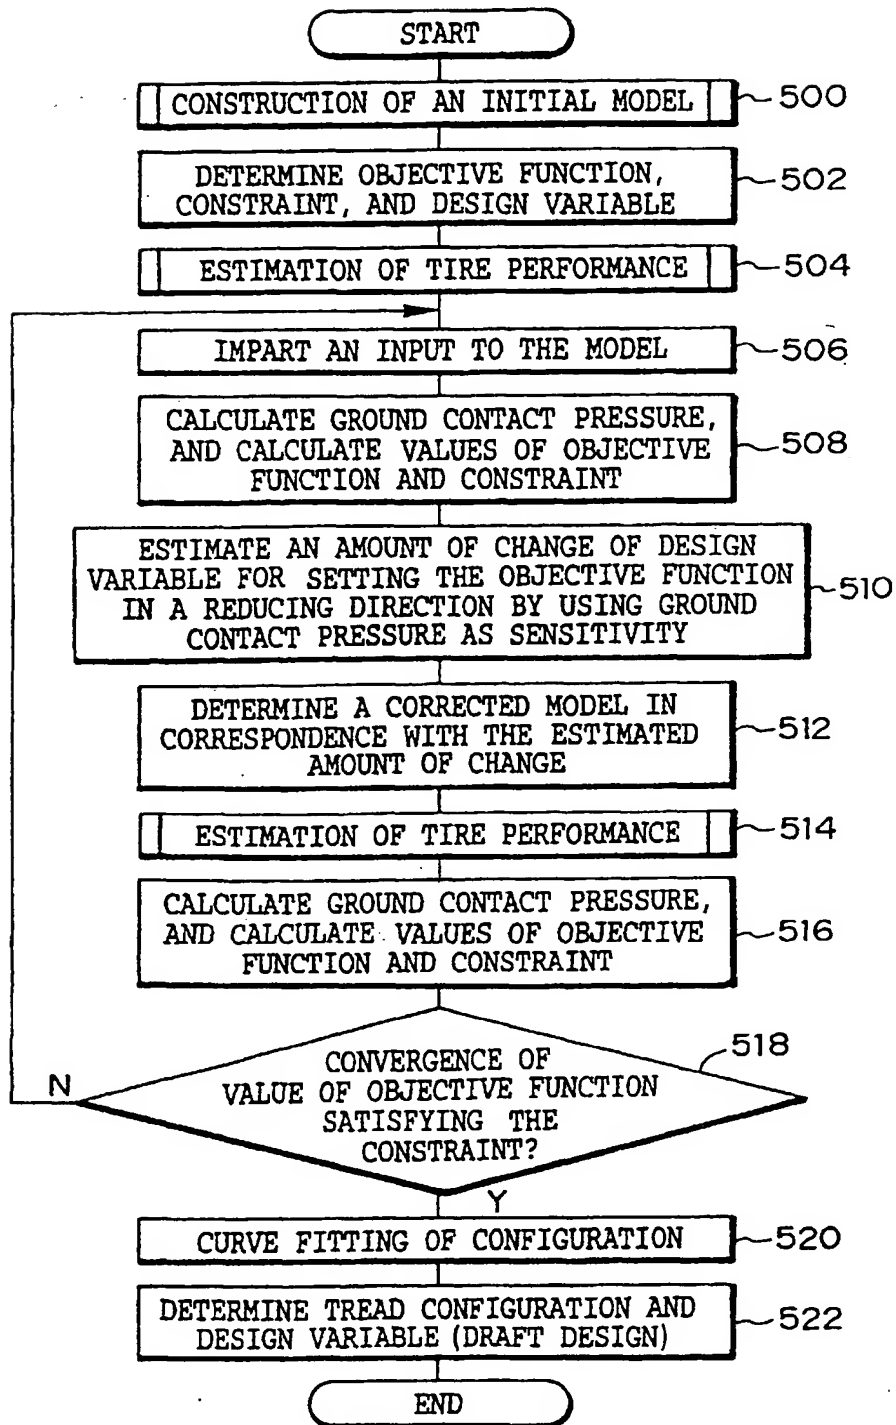 START
CONSTRUCTION OF AN INITIAL MODEL
500
DETERMINE OBJECTIVE FUNCTION,
CONSTRAINT, AND DESIGN VARIABLE
502
ESTIMATION OF TIRE PERFORMANCE
504
IMPART AN INPUT TO THE MODEL
506
CALCULATE GROUND CONTACT PRESSURE,
AND CALCULATE VALUES OF OBJECTIVE
FUNCTION AND CONSTRAINT
508
ESTIMATE AN AMOUNT OF CHANGE OF DESIGN
VARIABLE FOR SETTING THE OBJECTIVE FUNCTION
IN A REDUCING DIRECTION BY USING GROUND
CONTACT PRESSURE AS SENSITIVITY
510
DETERMINE A CORRECTED MODEL IN
CORRESPONDENCE WITH THE ESTIMATED
AMOUNT OF CHANGE
512
ESTIMATION OF TIRE PERFORMANCE
514
CALCULATE GROUND CONTACT PRESSURE,
AND CALCULATE VALUES OF OBJECTIVE
FUNCTION AND CONSTRAINT
516
CONVERGENCE OF
VALUE OF OBJECTIVE FUNCTION
SATISFYING THE
CONSTRAINT?
518
N
Y
CURVE FITTING OF CONFIGURATION
520
DETERMINE TREAD CONFIGURATION AND
DESIGN VARIABLE (DRAFT DESIGN)
522
END